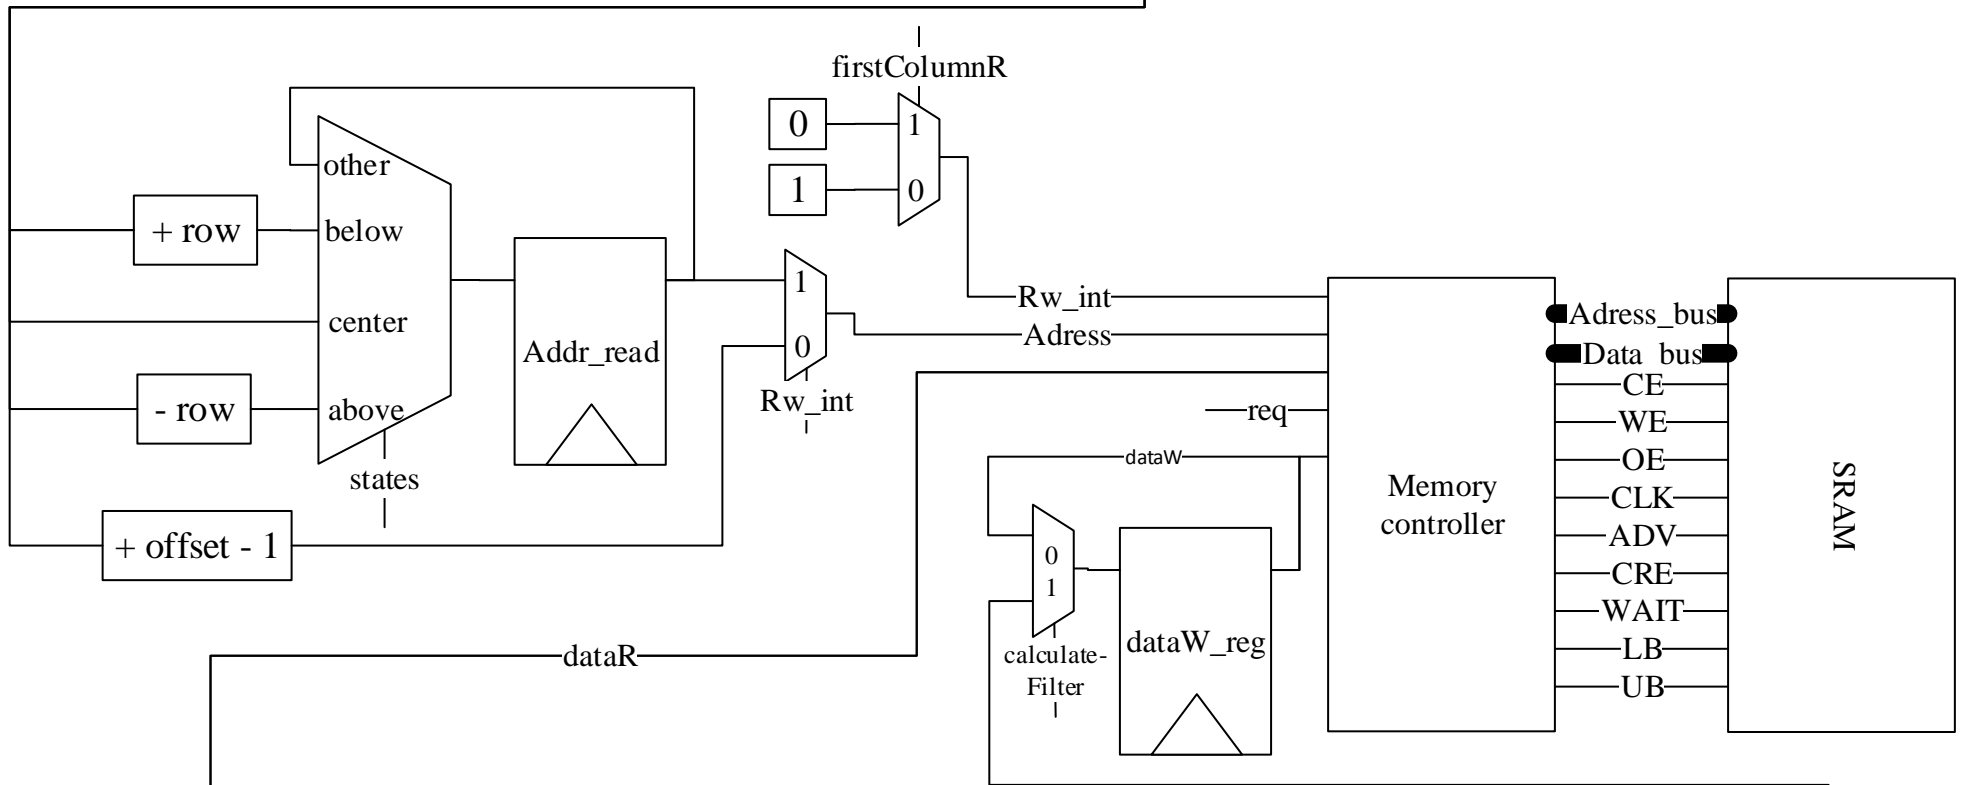 firstColumnR
0
1
1
0
other
+ row
below
center
- row
above
states
+ offset - 1
Addr_read
1
0
Rw_int
Rw_int
Adress
req
dataW
dataR
0
1
calculate-
Filter
dataW_reg
Memory
controller
Adress_bus
Data_bus
CE
WE
OE
CLK
ADV
CRE
WAIT
LB
UB
SRAM